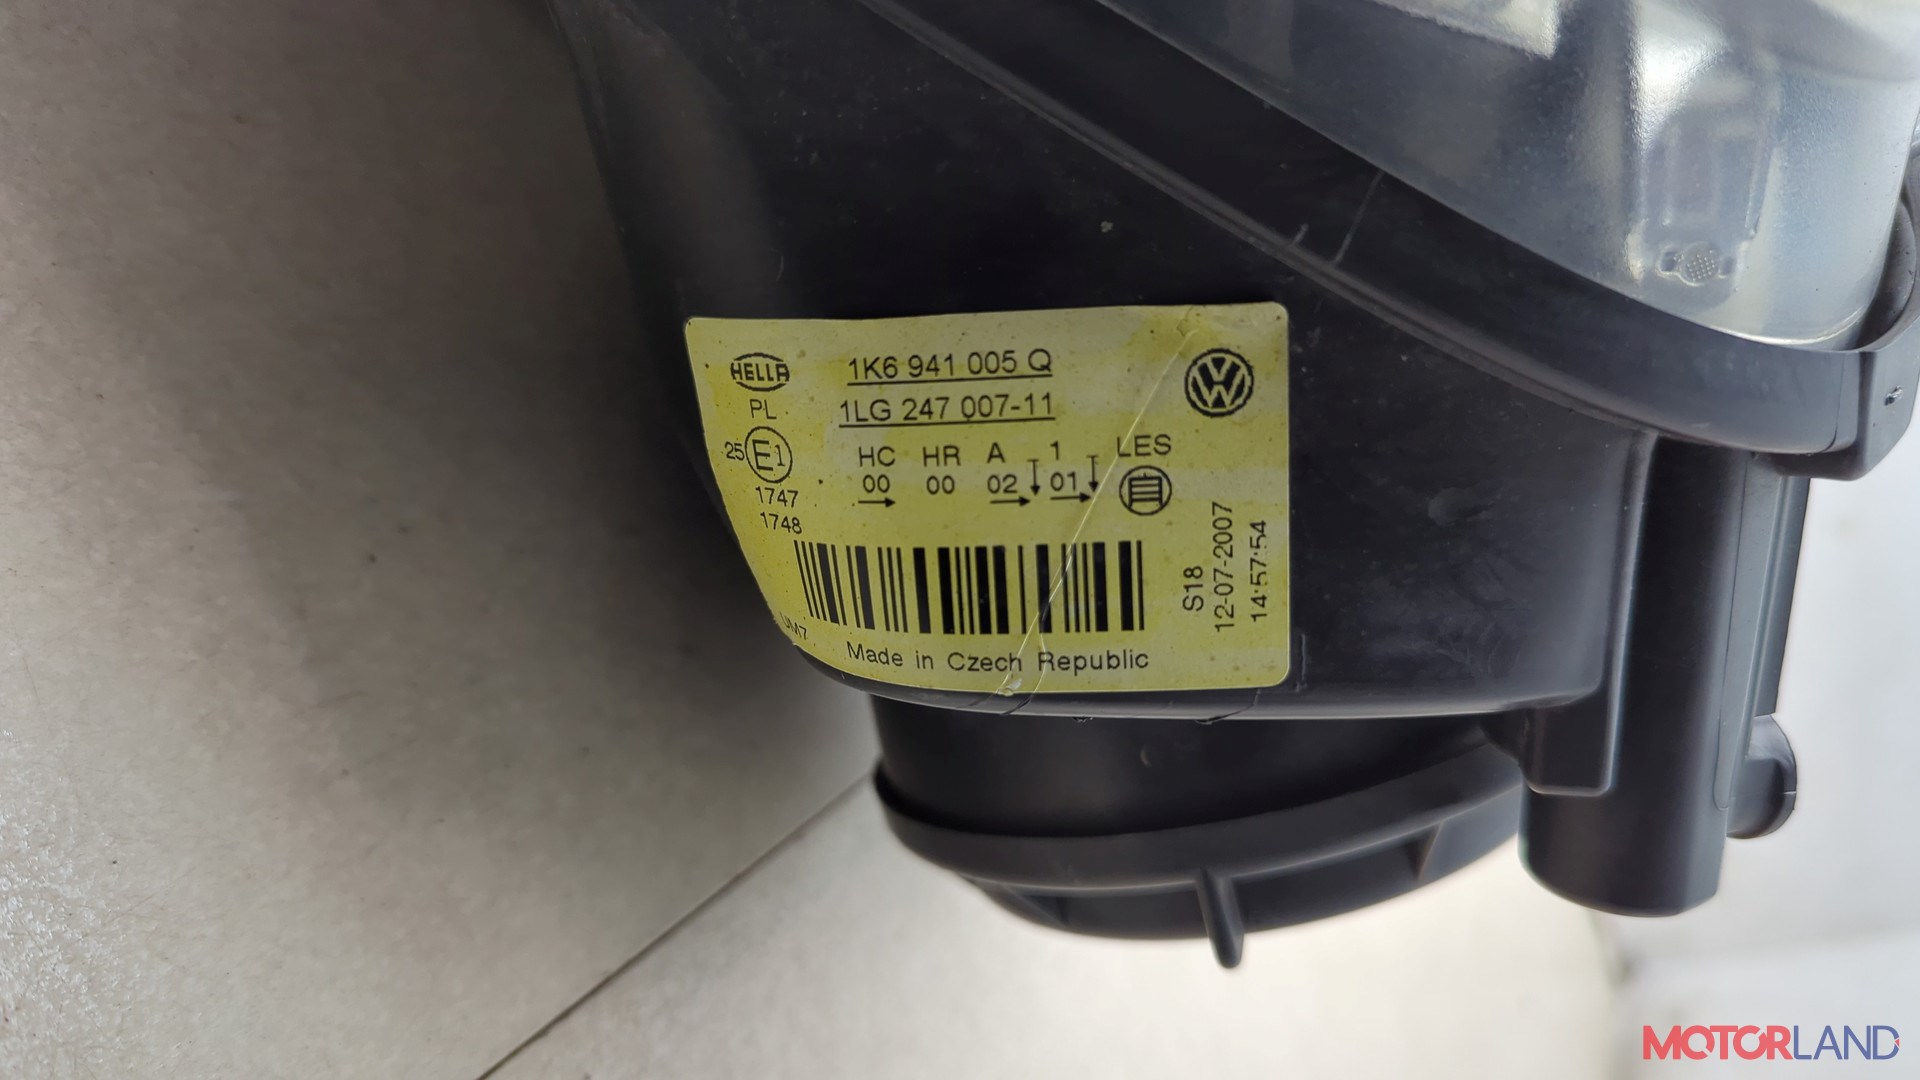 HELLA
1K6 941 005 Q
PL
1LG 247 007-11
25 E1
HC HR A 1 LES
00 00 02 01
1747
1748
S18
12-07-2007
14:57:54
UM7
Made in Czech Republic
MOTORLAND